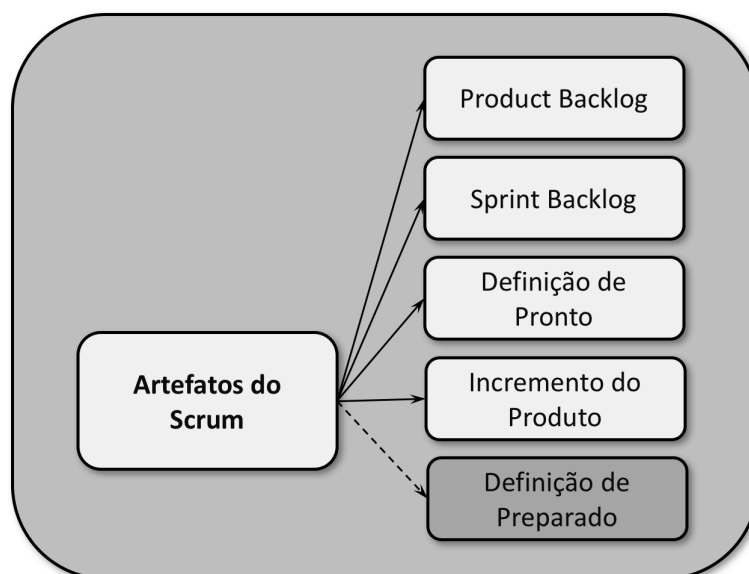 Product Backlog
Sprint Backlog
Definição de
Pronto
Artefatos do
Scrum
Incremento do
Produto
Definição de
Preparado